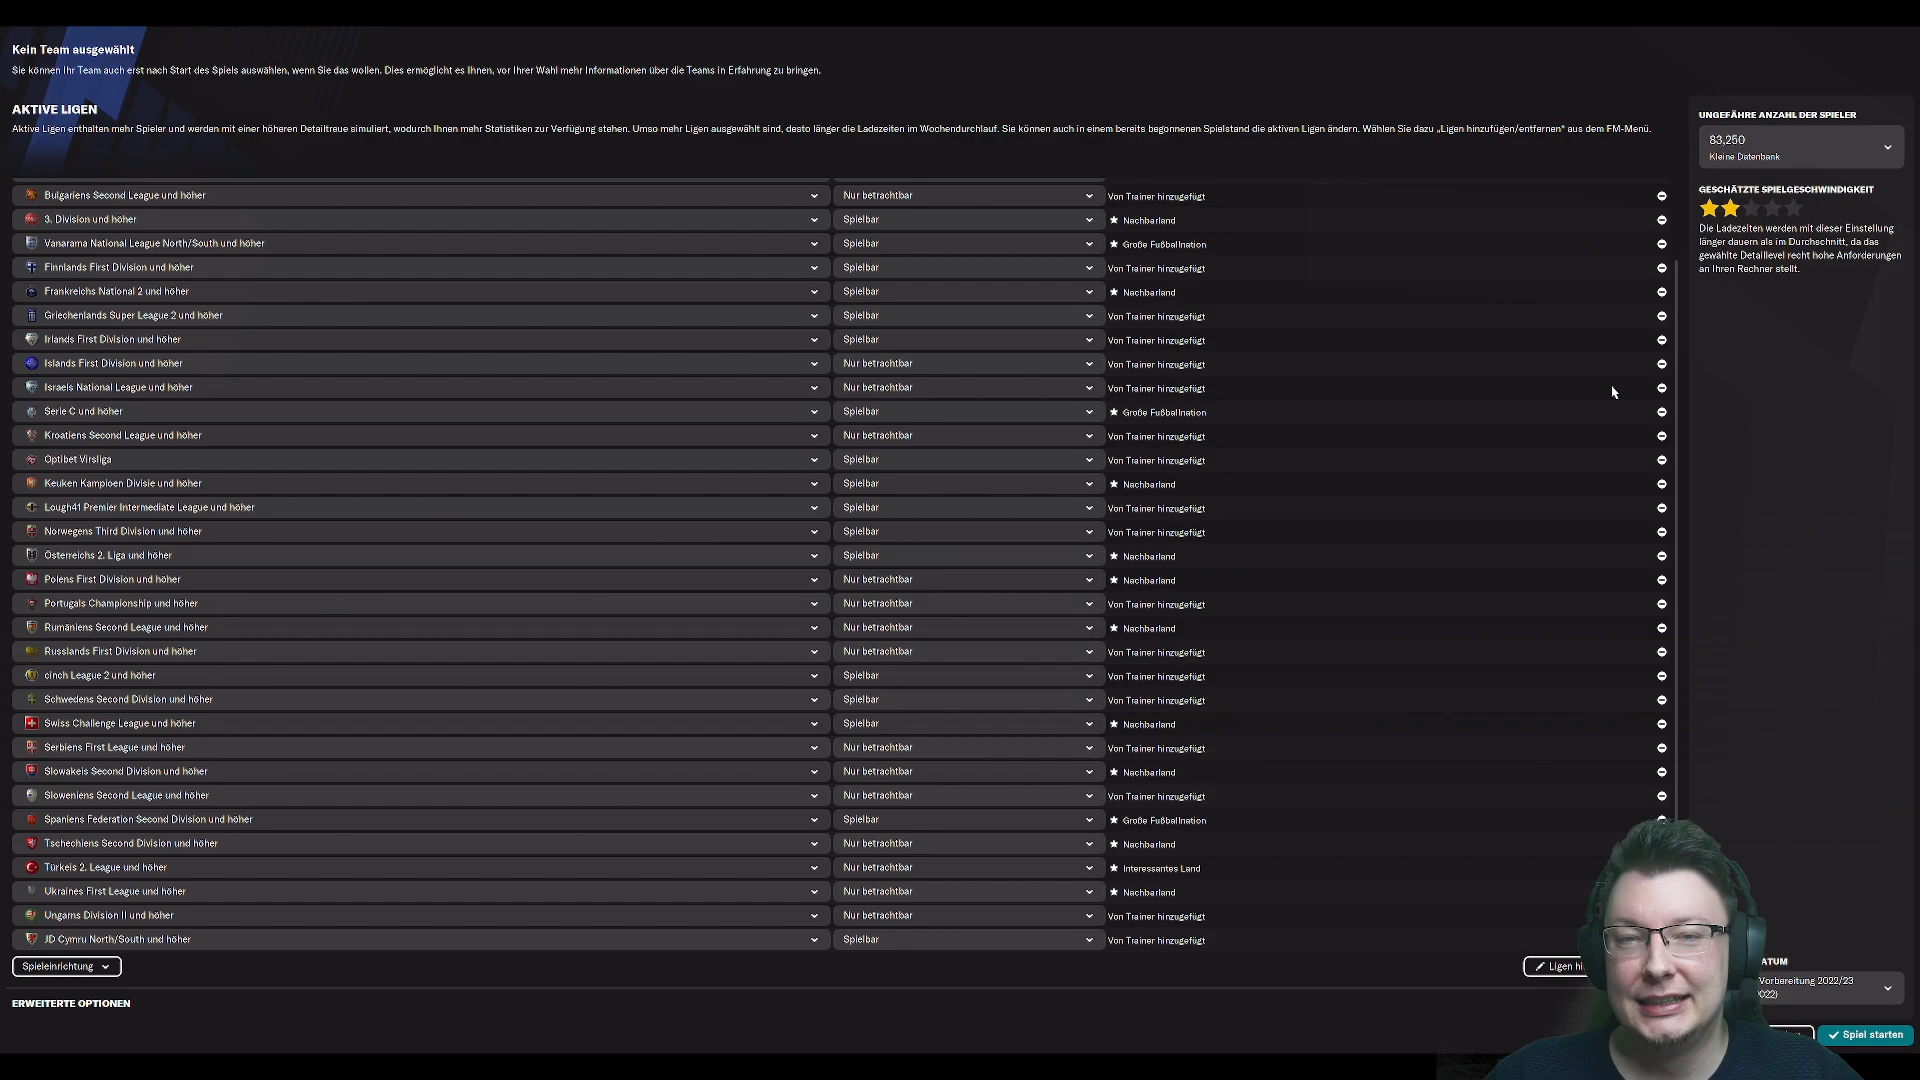 Kein Team ausgewählt
Sie können Ihr Team auch erst nach Start des Spiels auswählen, wenn Sie das wollen. Dies ermöglicht es Ihnen, vor Ihrer Wahl mehr Informationen über die Teams in Erfahrung zu bringen.
AKTIVE LIGEN
Aktive Ligen enthalten mehr Spieler und werden mit einer höheren Detailtreue simuliert, wodurch Ihnen mehr Statistiken zur Verfügung stehen. Umso mehr Ligen ausgewählt sind, desto länger die Ladezeiten im Wochendurchlauf. Sie können auch in einem bereits begonnenen Spielstand die aktiven Ligen ändern. Wählen Sie dazu „Ligen hinzufügen/entfernen" aus dem FM-Menü.
Bulgariens Second League und höher Nur betrachtbar Von Trainer hinzugefügt
3. Division und höher Spielbar Nachbarland
Vanarama National League North/South und höher Spielbar Große Fußballnation
Finnlands First Division und höher Spielbar Von Trainer hinzugefügt
Frankreichs National 2 und höher Spielbar Nachbarland
Griechenlands Super League 2 und höher Spielbar Von Trainer hinzugefügt
Irlands First Division und höher Spielbar Von Trainer hinzugefügt
Islands First Division und höher Nur betrachtbar Von Trainer hinzugefügt
Israels National League und höher Nur betrachtbar Von Trainer hinzugefügt
Serie C und höher Spielbar Große Fußballnation
Kroatiens Second League und höher Nur betrachtbar Von Trainer hinzugefügt
Optibet Virsliga Spielbar Von Trainer hinzugefügt
Keuken Kampioen Divisie und höher Spielbar Nachbarland
Lough41 Premier Intermediate League und höher Spielbar Von Trainer hinzugefügt
Norwegens Third Division und höher Spielbar Von Trainer hinzugefügt
Österreichs 2. Liga und höher Spielbar Nachbarland
Polens First Division und höher Nur betrachtbar Nachbarland
Portugals Championship und höher Nur betrachtbar Von Trainer hinzugefügt
Rumäniens Second League und höher Nur betrachtbar Nachbarland
Russlands First Division und höher Nur betrachtbar Von Trainer hinzugefügt
cinch League 2 und höher Spielbar Von Trainer hinzugefügt
Schwedens Second Division und höher Spielbar Von Trainer hinzugefügt
Swiss Challenge League und höher Spielbar Nachbarland
Serbiens First League und höher Nur betrachtbar Von Trainer hinzugefügt
Slowakeis Second Division und höher Nur betrachtbar Nachbarland
Sloweniens Second League und höher Nur betrachtbar Von Trainer hinzugefügt
Spaniens Federation Second Division und höher Spielbar Große Fußballnation
Tschechiens Second Division und höher Nur betrachtbar Nachbarland
Türkeis 2. League und höher Nur betrachtbar Interessantes Land
Ukraines First League und höher Nur betrachtbar Nachbarland
Ungarns Division II und höher Nur betrachtbar Von Trainer hinzugefügt
JD Cymru North/South und höher Spielbar Von Trainer hinzugefügt
Spieleinrichtung
Ligen hi
ERWEITERTE OPTIONEN
UNGEFÄHRE ANZAHL DER SPIELER
83,250
Kleine Datenbank
GESCHÄTZTE SPIELGESCHWINDIGKEIT
Die Ladezeiten werden mit dieser Einstellung
länger dauern als im Durchschnitt, da das
gewählte Detaillevel recht hohe Anforderungen
an Ihren Rechner stellt.
ATUM
Vorbereitung 2022/23
022)
Spiel starten